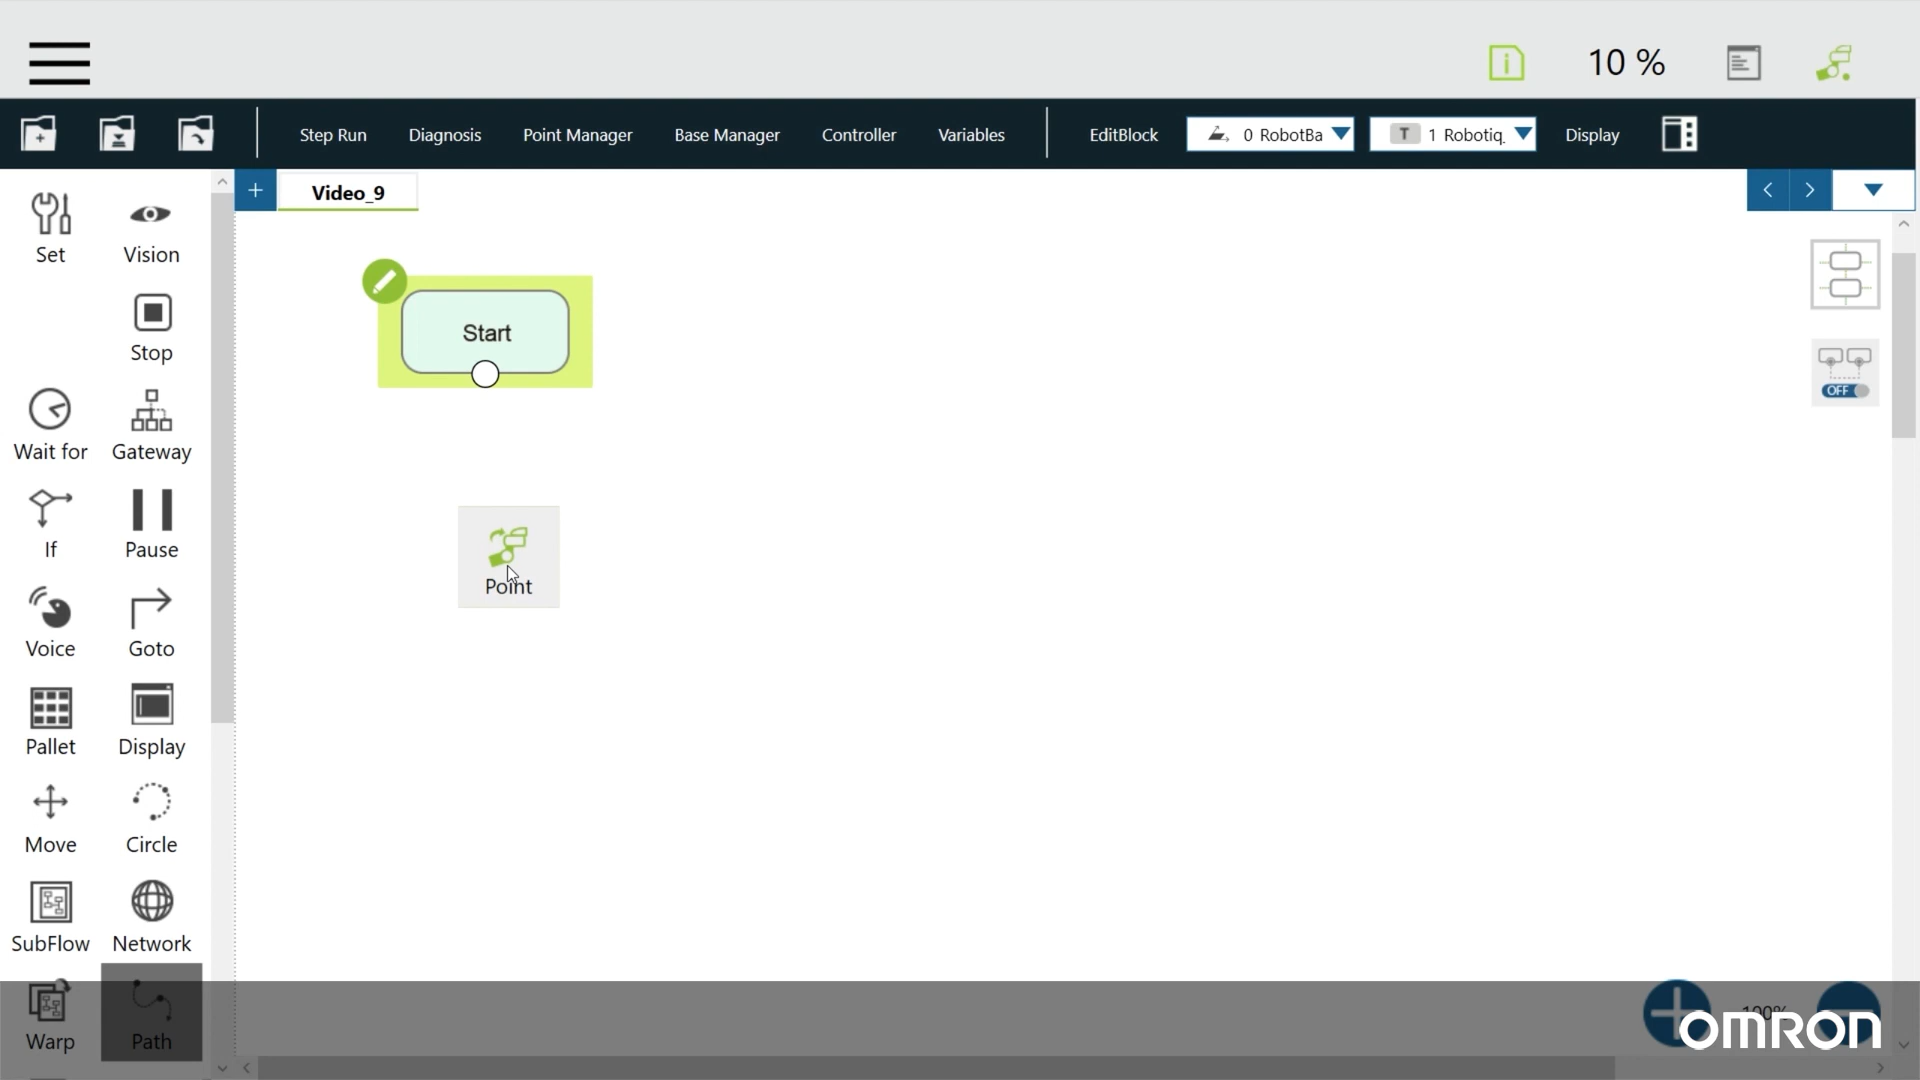 10 %
Step Run
Diagnosis
Point Manager
Base Manager
Controller
Variables
EditBlock
0 RobotBa
T 1 Robotiq.
Display
Set
Vision
+ Video_9
Start
OFF
Stop
Wait for
Gateway
If
Pause
Point
Voice
Goto
Pallet
Display
Move
Circle
SubFlow
Network
Warp
Path
100%
OMRON